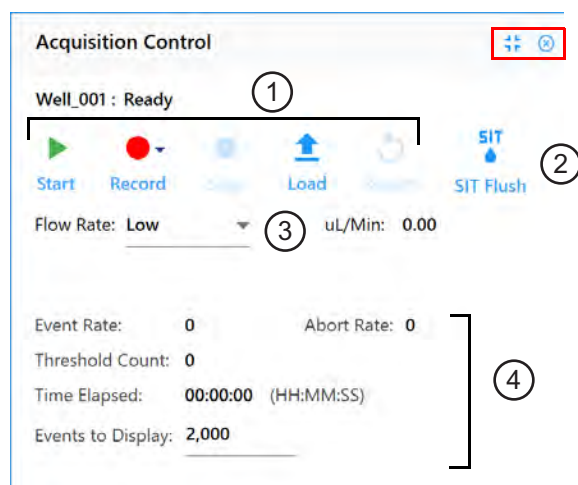 Acquisition Control
Well_001 : Ready
1
SIT
Start Record Load SIT Flush
2
Flow Rate: Low 3 uL/Min: 0.00
Event Rate: 0 Abort Rate: 0
Threshold Count: 0
Time Elapsed: 00:00:00 (HH:MM:SS)
4
Events to Display: 2,000